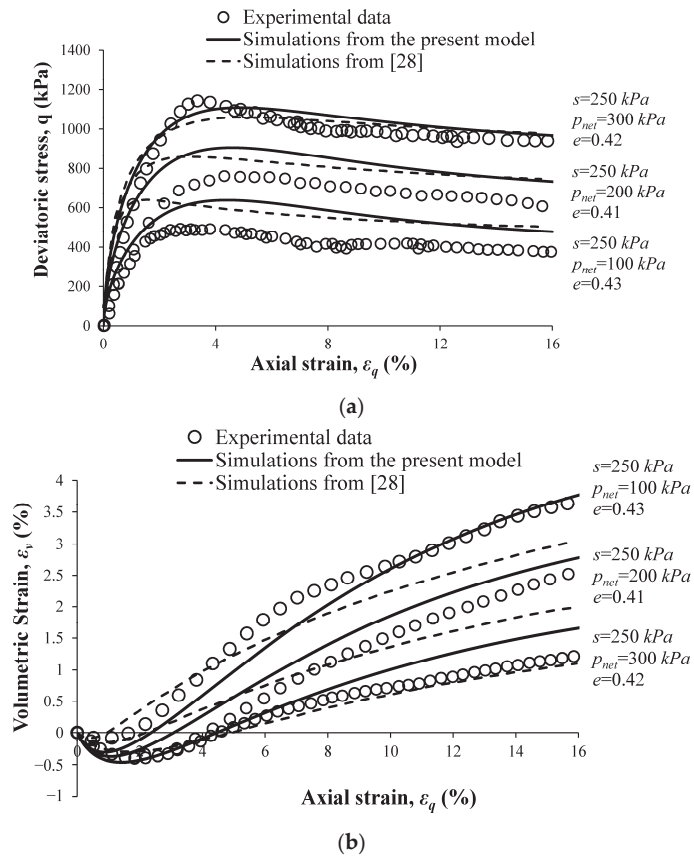 Experimental data
Simulations from the present model
Simulations from [28]
Deviatoric stress, q (kPa)
1400
1200
1000
800
600
400
200
0
0
4
8
12
16
Axial strain, εq (%)
s=250 kPa
pnet=300 kPa
e=0.42
s=250 kPa
pnet=200 kPa
e=0.41
s=250 kPa
pnet=100 kPa
e=0.43
(a)
Experimental data
Simulations from the present model
Simulations from [28]
Volumetric Strain, εv (%)
4
3.5
3
2.5
2
1.5
1
0.5
0
−0.5
−1
0
2
4
6
8
10
12
14
16
Axial strain, εq (%)
s=250 kPa
pnet=100 kPa
e=0.43
s=250 kPa
pnet=200 kPa
e=0.41
s=250 kPa
pnet=300 kPa
e=0.42
(b)